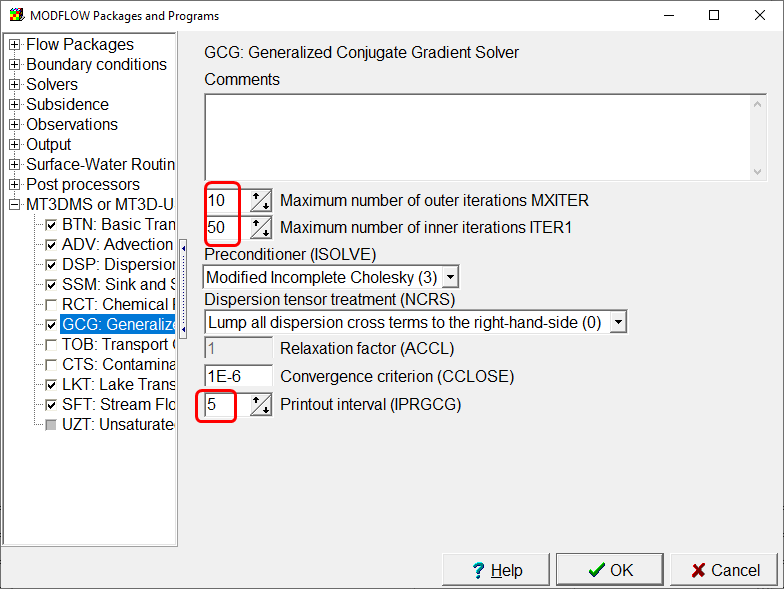 MODFLOW Packages and Programs
Flow Packages
Boundary conditions
Solvers
Subsidence
Observations
Output
Surface-Water Routin
Post processors
MT3DMS or MT3D-U
BTN: Basic Tran
ADV: Advection
DSP: Dispersion
SSM: Sink and S
RCT: Chemical R
GCG: Generalize
TOB: Transport O
CTS: Contamina
LKT: Lake Trans
SFT: Stream Flo
UZT: Unsaturate
GCG: Generalized Conjugate Gradient Solver
Comments
10 Maximum number of outer iterations MXITER
50 Maximum number of inner iterations ITER1
Preconditioner (ISOLVE)
Modified Incomplete Cholesky (3)
Dispersion tensor treatment (NCRS)
Lump all dispersion cross terms to the right-hand-side (0)
1 Relaxation factor (ACCL)
1E-6 Convergence criterion (CCLOSE)
5 Printout interval (IPRGCG)
? Help
OK
Cancel